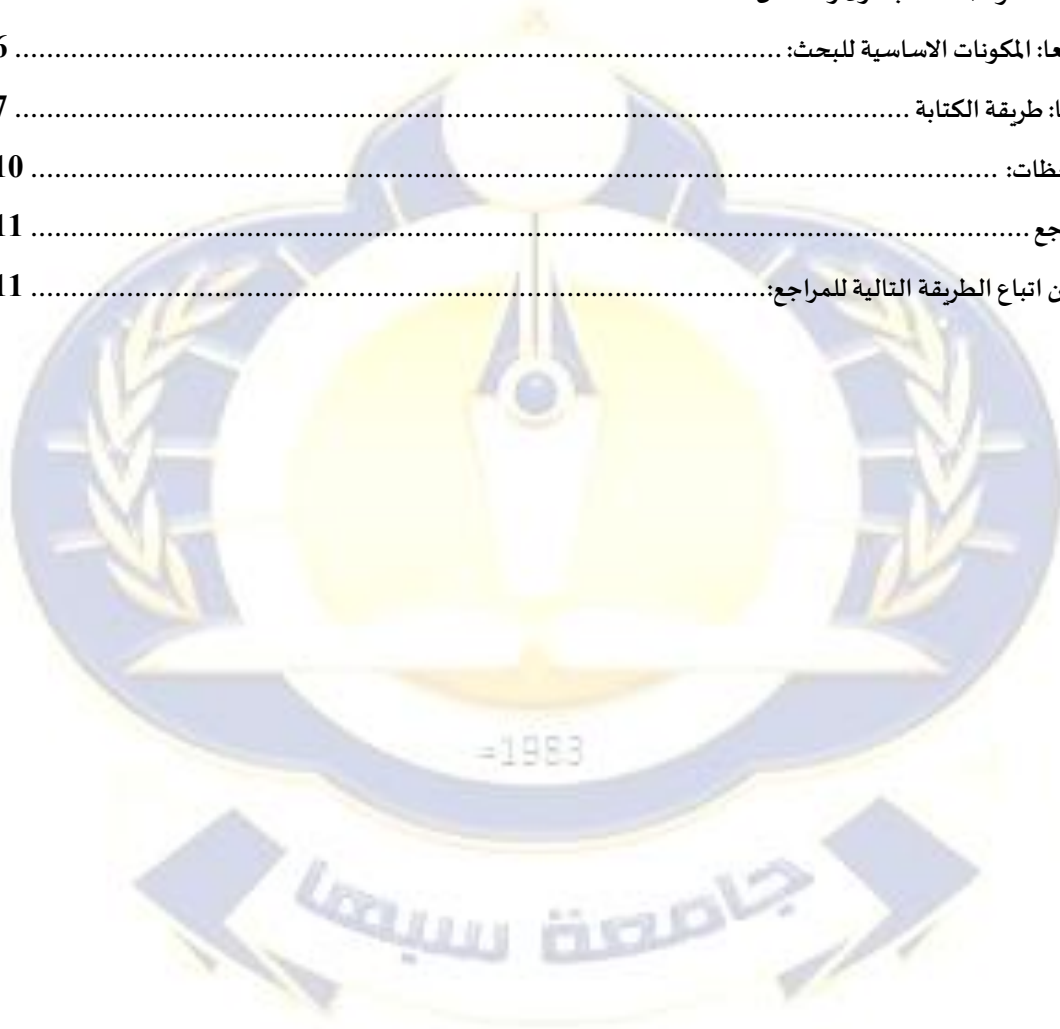 عا: المكونات الاساسية للبحث: ........ 6
ا: طريقة الكتابة ........ 7
ظات: ........ 10
جع ........ 11
ن اتباع الطريقة التالية للمراجع: ........ 11
-1983
جامعة سبها